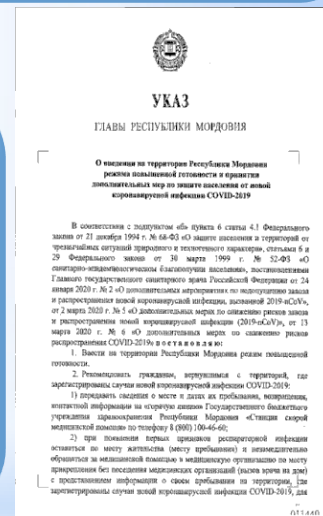 УКАЗ
ГЛАВЫ РЕСПУБЛИКИ МОРДОВИЯ
О введении на территории Республики Мордовия
режима повышенной готовности и принятии
дополнительных мер по защите населения от новой
коронавирусной инфекции COVID-2019
В соответствии с подпунктом «б» пункта 6 статьи 4.1 Федерального
закона от 21 декабря 1994 г. № 68-ФЗ «О защите населения и территорий от
чрезвычайных ситуаций природного и техногенного характера», статьями 6 и
29 Федерального закона от 30 марта 1999 г. № 52-ФЗ «О
санитарно-эпидемиологическом благополучии населения», постановлениями
Главного государственного санитарного врача Российской Федерации от 24
января 2020 г. № 2 «О дополнительных мероприятиях по недопущению завоза
и распространения новой коронавирусной инфекции, вызванной 2019-nCoV»,
от 2 марта 2020 г. № 5 «О дополнительных мерах по снижению рисков завоза
и распространения новой коронавирусной инфекции (2019-nCoV)», от 13
марта 2020 г. № 6 «О дополнительных мерах по снижению рисков
распространения COVID-2019» постановляю:
1. Ввести на территории Республики Мордовия режим повышенной
готовности.
2. Рекомендовать гражданам, вернувшимся с территорий, где
зарегистрированы случаи новой коронавирусной инфекции COVID-2019:
1) передавать сведения о месте и датах их пребывания, возвращения,
контактной информации на «горячую линию» Государственного бюджетного
учреждения здравоохранения Республики Мордовия «Станция скорой
медицинской помощи» по телефону 8 (800) 100-46-60;
2) при появлении первых признаков респираторной инфекции
оставаться по месту жительства (месту пребывания) и незамедлительно
обратиться за медицинской помощью в медицинскую организацию по месту
прикрепления без посещения медицинских организаций (вызов врача на дом)
с представлением информации о своем пребывании на территории, где
зарегистрированы случаи новой коронавирусной инфекции COVID-2019, для
011440